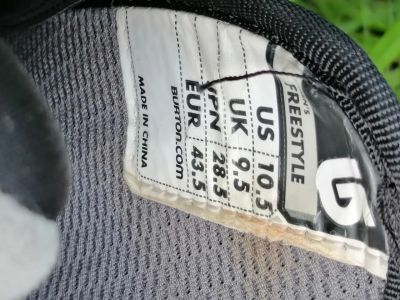 G
FREESTYLE
US 10.5
UK 9.5
JPN 28.5
EUR 43.5
BURTON.COM
MADE IN CHINA